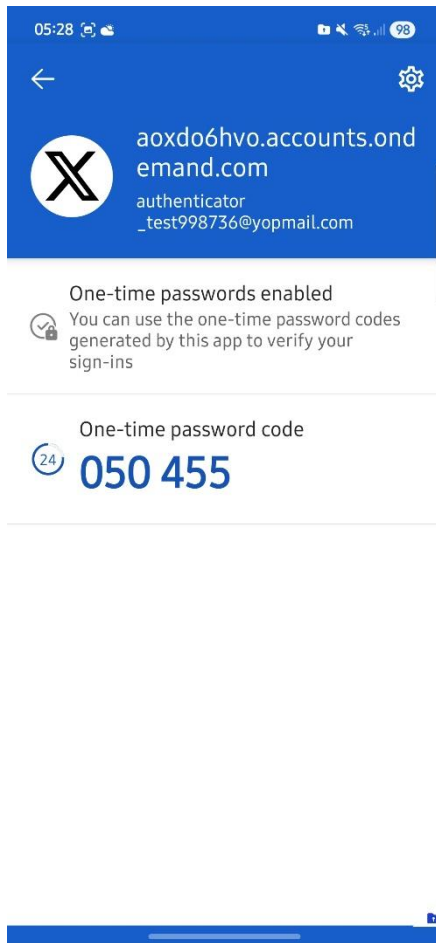 05:28
98
aoxdo6hvo.accounts.ond
emand.com
authenticator
_test998736@yopmail.com
One-time passwords enabled
You can use the one-time password codes
generated by this app to verify your
sign-ins
One-time password code
24
050 455